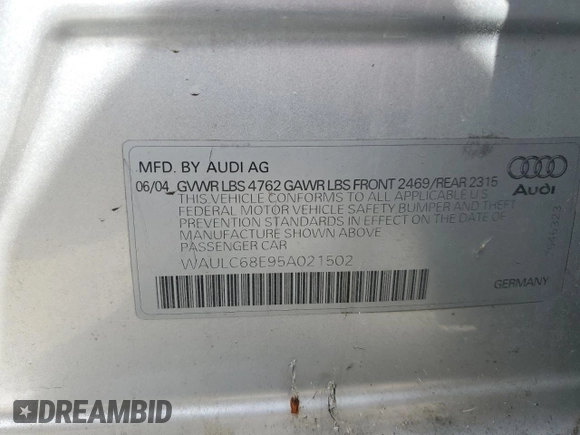 MFD. BY AUDI AG
06/04 GVWR LBS 4762 GAWR LBS FRONT 2469/REAR 2315
THIS VEHICLE CONFORMS TO ALL APPLICABLE U.S
FEDERAL MOTOR VEHICLE SAFETY BUMPER AND THEFT
PREVENTION STANDARDS IN EFFECT ON THE DATE OF
MANUFACTURE SHOWN ABOVE
PASSENGER CAR
WAULC68E95A021502
Audi
GERMANY
DREAMBID